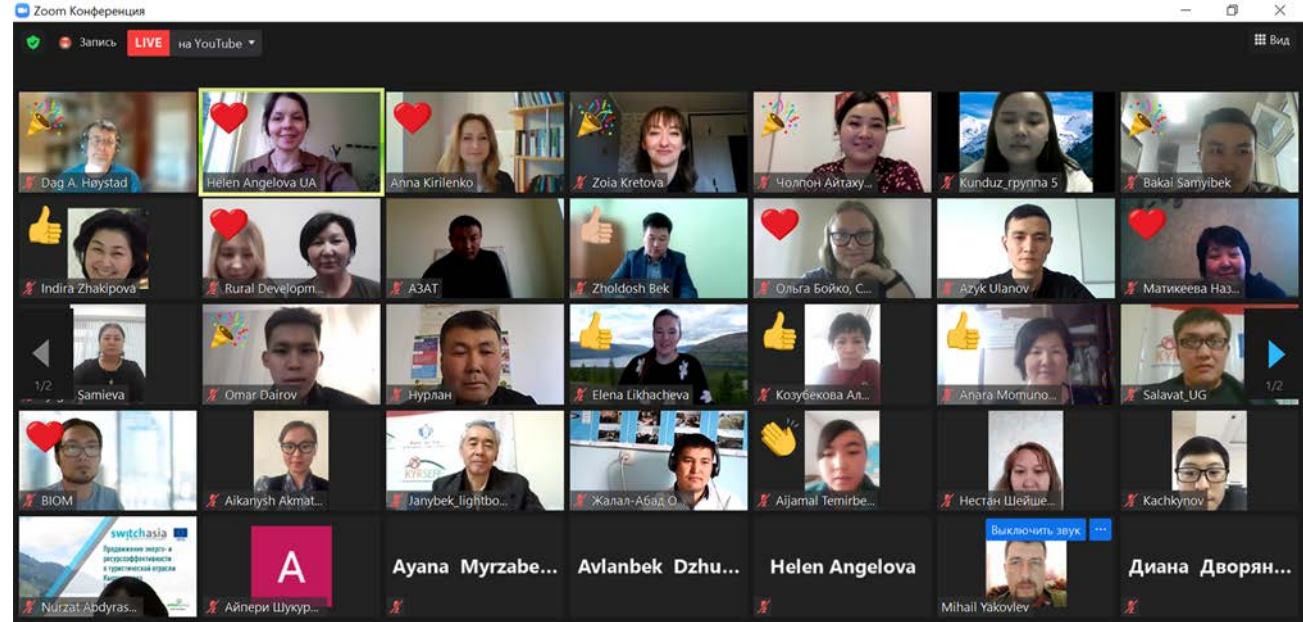 Zoom Конференция
Запись LIVE на YouTube
Вид
Dag A. Høystad
Helen Angelova UA
Anna Kirilenko
Zoia Kretova
Чолпон Айтаху...
Kunduz_группа 5
Bakai Samyibek
Indira Zhakipova
Rural Developm...
АЗАТ
Zholdosh Bek
Ольга Бойко, С...
Azyk Ulanov
Матикеева Наз...
1/2
Samieva
Omar Dairov
Нурлан
Elena Likhacheva
Козубекова Ал...
Anara Momuno...
Salavat_UG
1/2
BIOM
Aikanysh Akmat...
KYRSEFF
Janybek_lightbo...
Жалал-Абад О...
Aijamal Temirbe...
Нестан Шейше...
Kachkynov
switchasia
Продвижение энерго- и
ресурсоэффективности
в туристической отрасли
Nurzat Abdyras...
A
Айпери Шукур...
Ayana Myrzabe...
Avlanbek Dzhu...
Helen Angelova
Выключить звук ...
Mihail Yakovlev
Диана Дворян...